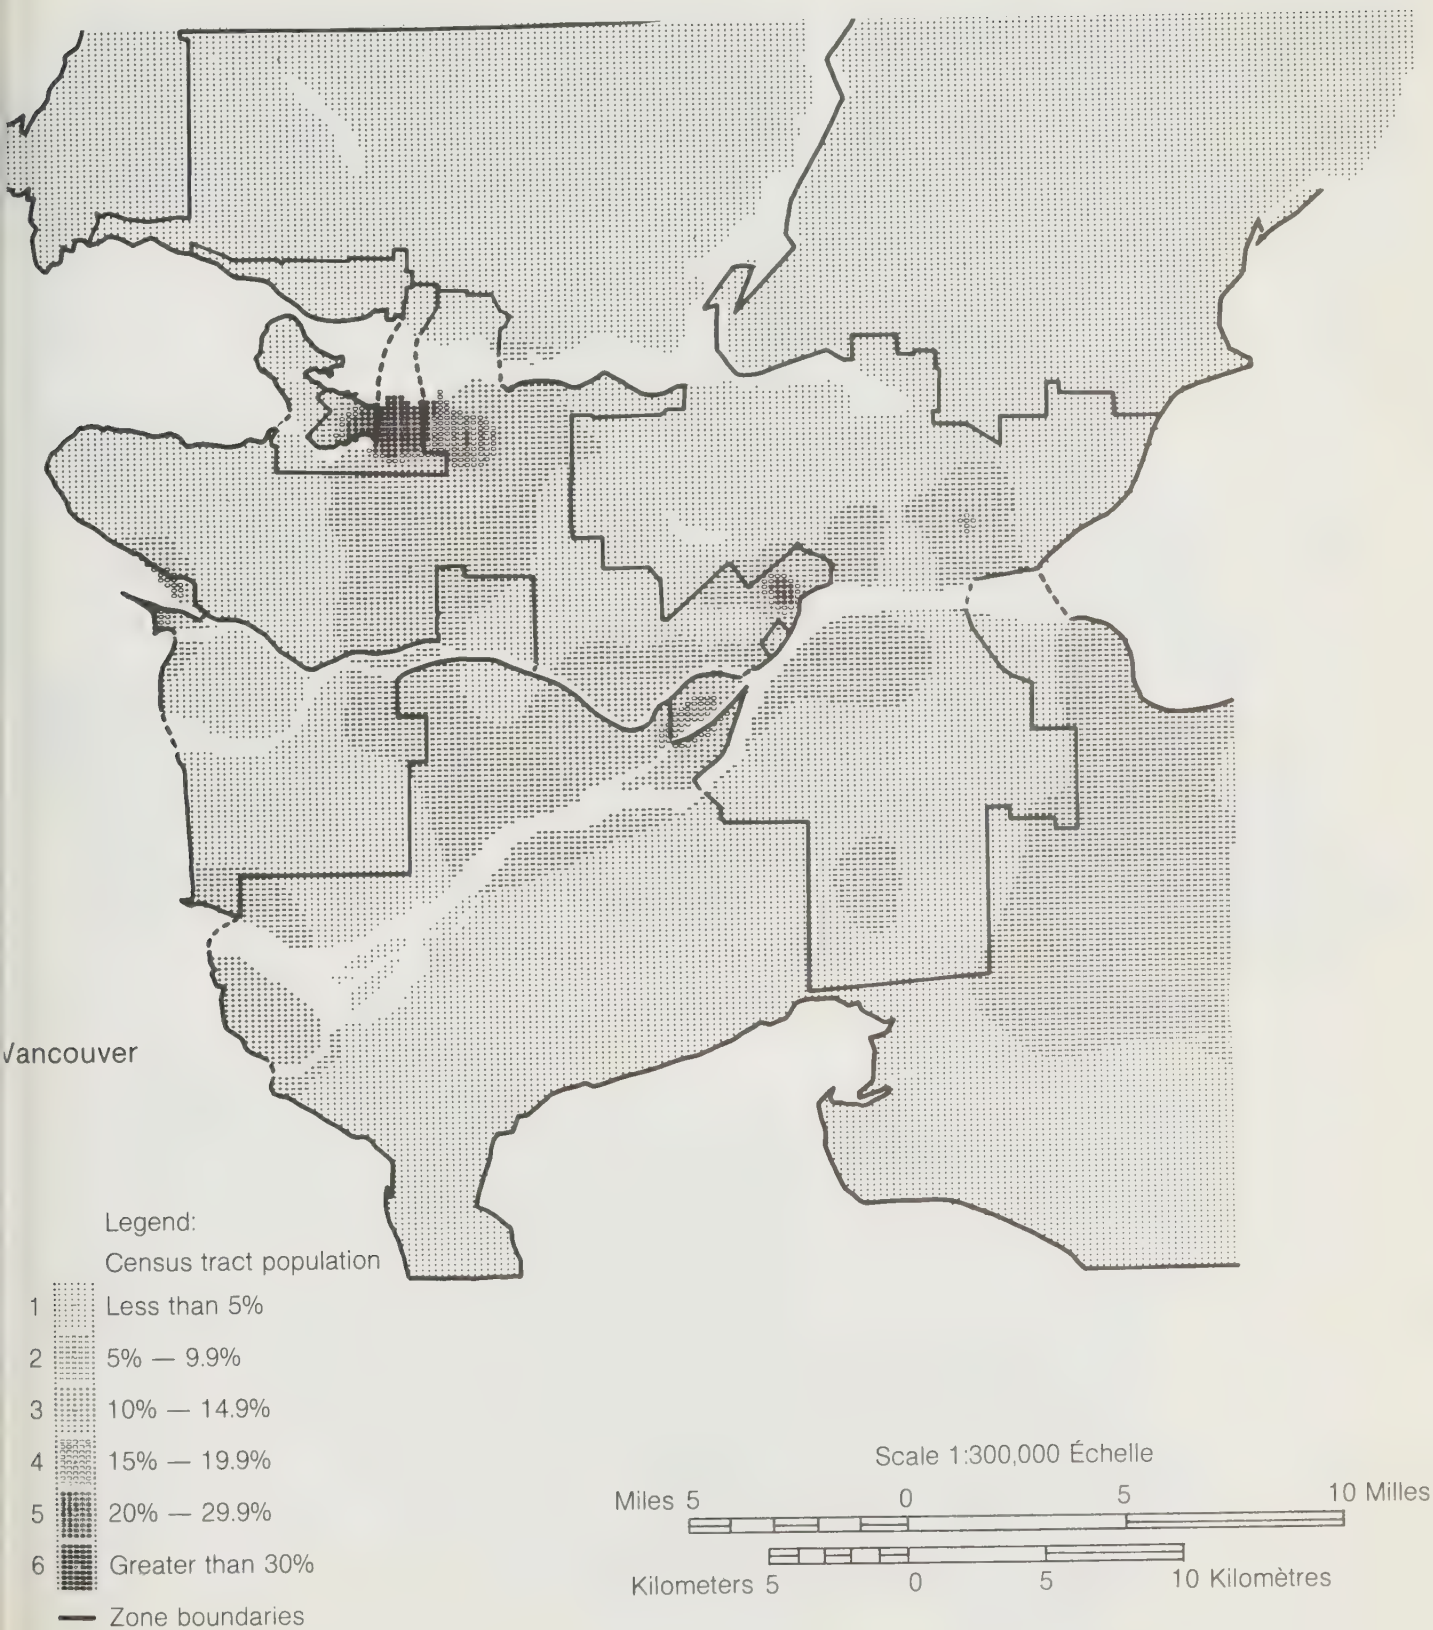 Vancouver
Legend:
Census tract population
1 Less than 5%
2 5% — 9.9%
3 10% — 14.9%
4 15% — 19.9%
5 20% — 29.9%
6 Greater than 30%
Zone boundaries
Scale 1:300,000 Échelle
Miles 5 0 5 10 Milles
Kilometers 5 0 5 10 Kilomètres